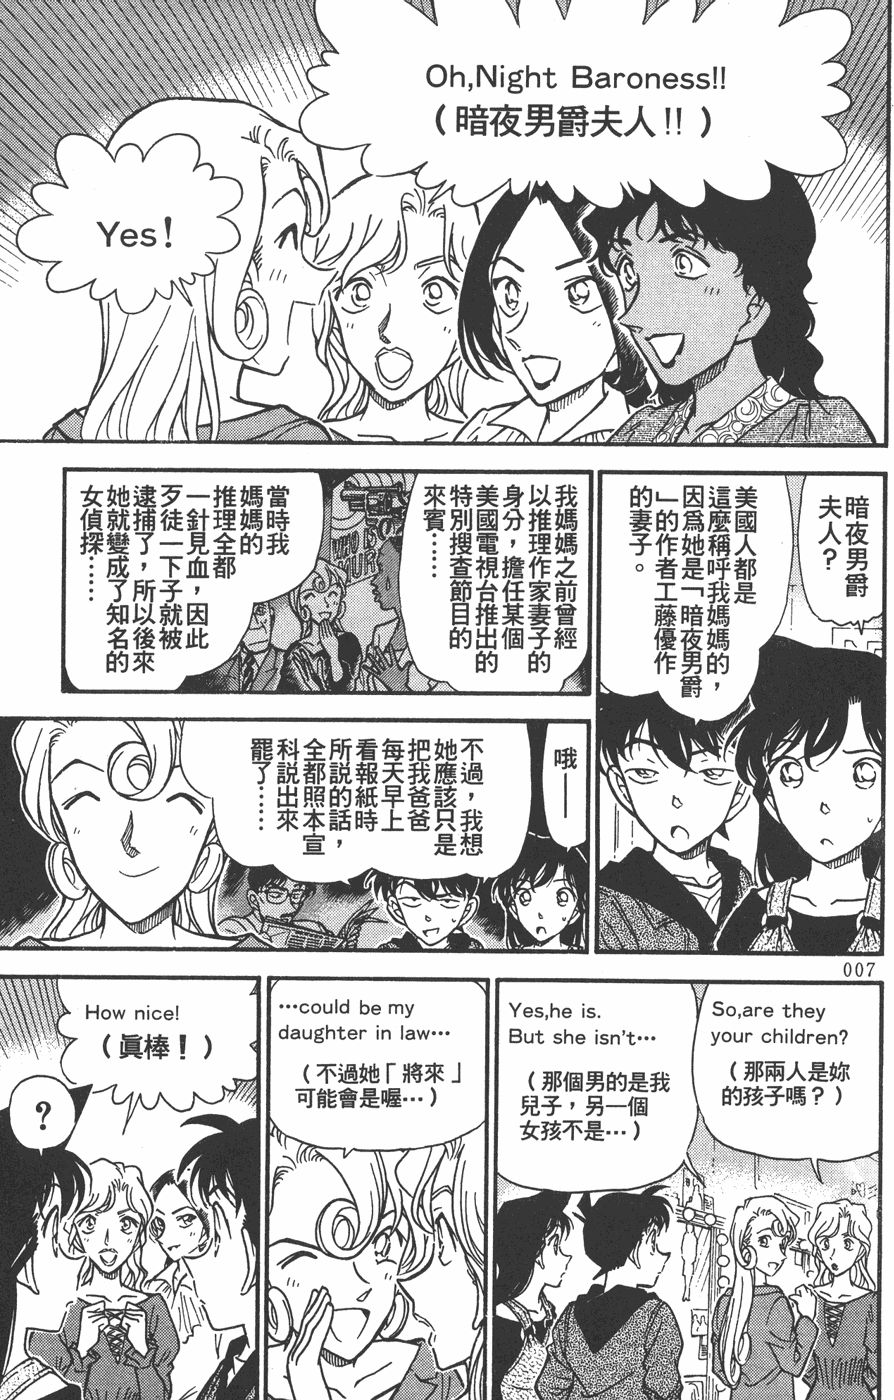 Oh,Night Baroness!!
(暗夜男爵夫人!!)
Yes!
暗夜男爵
夫人?
美國人都是
這麼稱呼我媽媽的,
因爲她是「暗夜男爵
」的作者工藤優作
的妻子。
我媽媽之前曾經
以推理作家妻子的
身分,擔任某個
美國電視台推出的
特別搜查節目的
來賓……
WHO IS
MUR
當時我
媽媽的
推理全都
一針見血,因此
歹徒一下子就被
逮捕了,所以後來
她就變成了知名的
女偵探……
哦——
不過,我想
她應該只是
把我爸爸
每天早上
看報紙時
所說的話,
全都照本宣
科說出來
罷了……
007
So,are they
your children?
(那兩人是妳
的孩子嗎?)
Yes,he is.
But she isn't…
(那個男的是我
兒子,另一個
女孩不是…)
…could be my
daughter in law…
(不過她「將來」
可能會是喔…)
How nice!
(眞棒!)
?